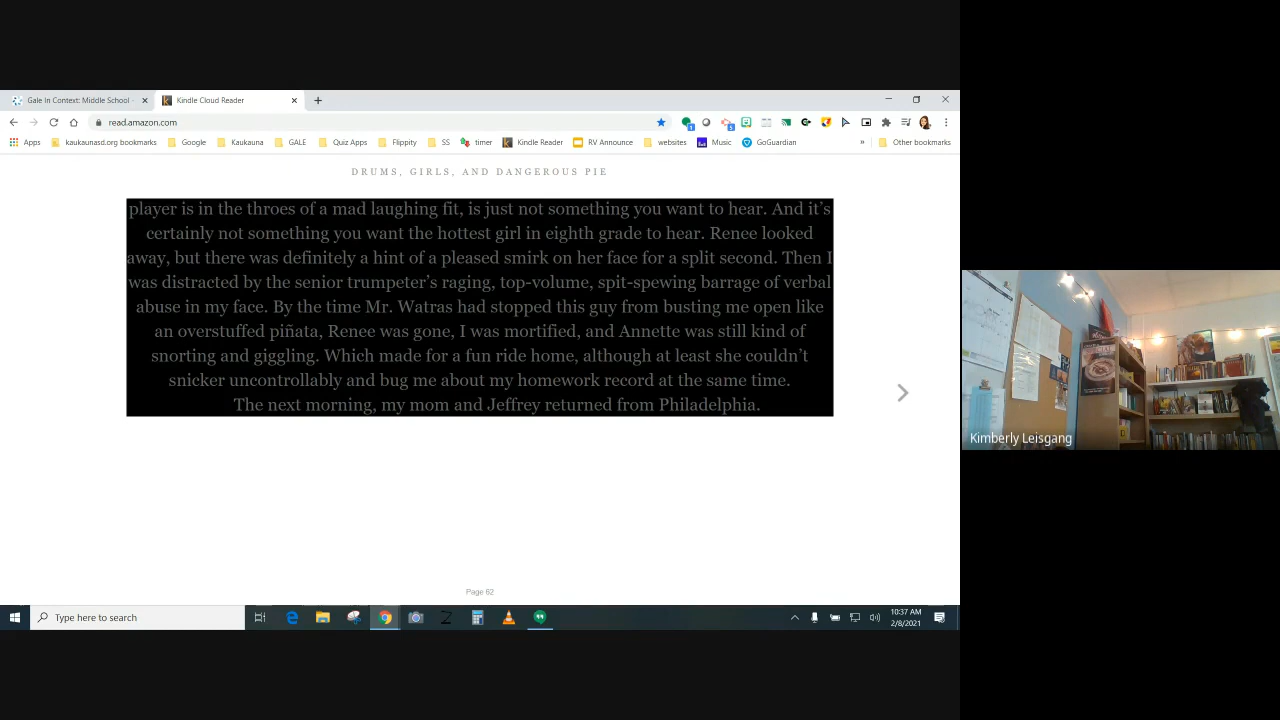 Gale In Context: Middle School -
Kindle Cloud Reader
read.amazon.com
Apps
kaukaunasd.org bookmarks
Google
Kaukauna
GALE
Quiz Apps
Flippity
SS
timer
Kindle Reader
RV Announce
websites
Music
GoGuardian
»
Other bookmarks
DRUMS, GIRLS, AND DANGEROUS PIE
player is in the throes of a mad laughing fit, is just not something you want to hear. And it's
certainly not something you want the hottest girl in eighth grade to hear. Renee looked
away, but there was definitely a hint of a pleased smirk on her face for a split second. Then I
was distracted by the senior trumpeter's raging, top-volume, spit-spewing barrage of verbal
abuse in my face. By the time Mr. Watras had stopped this guy from busting me open like
an overstuffed piñata, Renee was gone, I was mortified, and Annette was still kind of
snorting and giggling. Which made for a fun ride home, although at least she couldn't
snicker uncontrollably and bug me about my homework record at the same time.
The next morning, my mom and Jeffrey returned from Philadelphia.
Kimberly Leisgang
Page 62
Type here to search
10:37 AM
2/8/2021